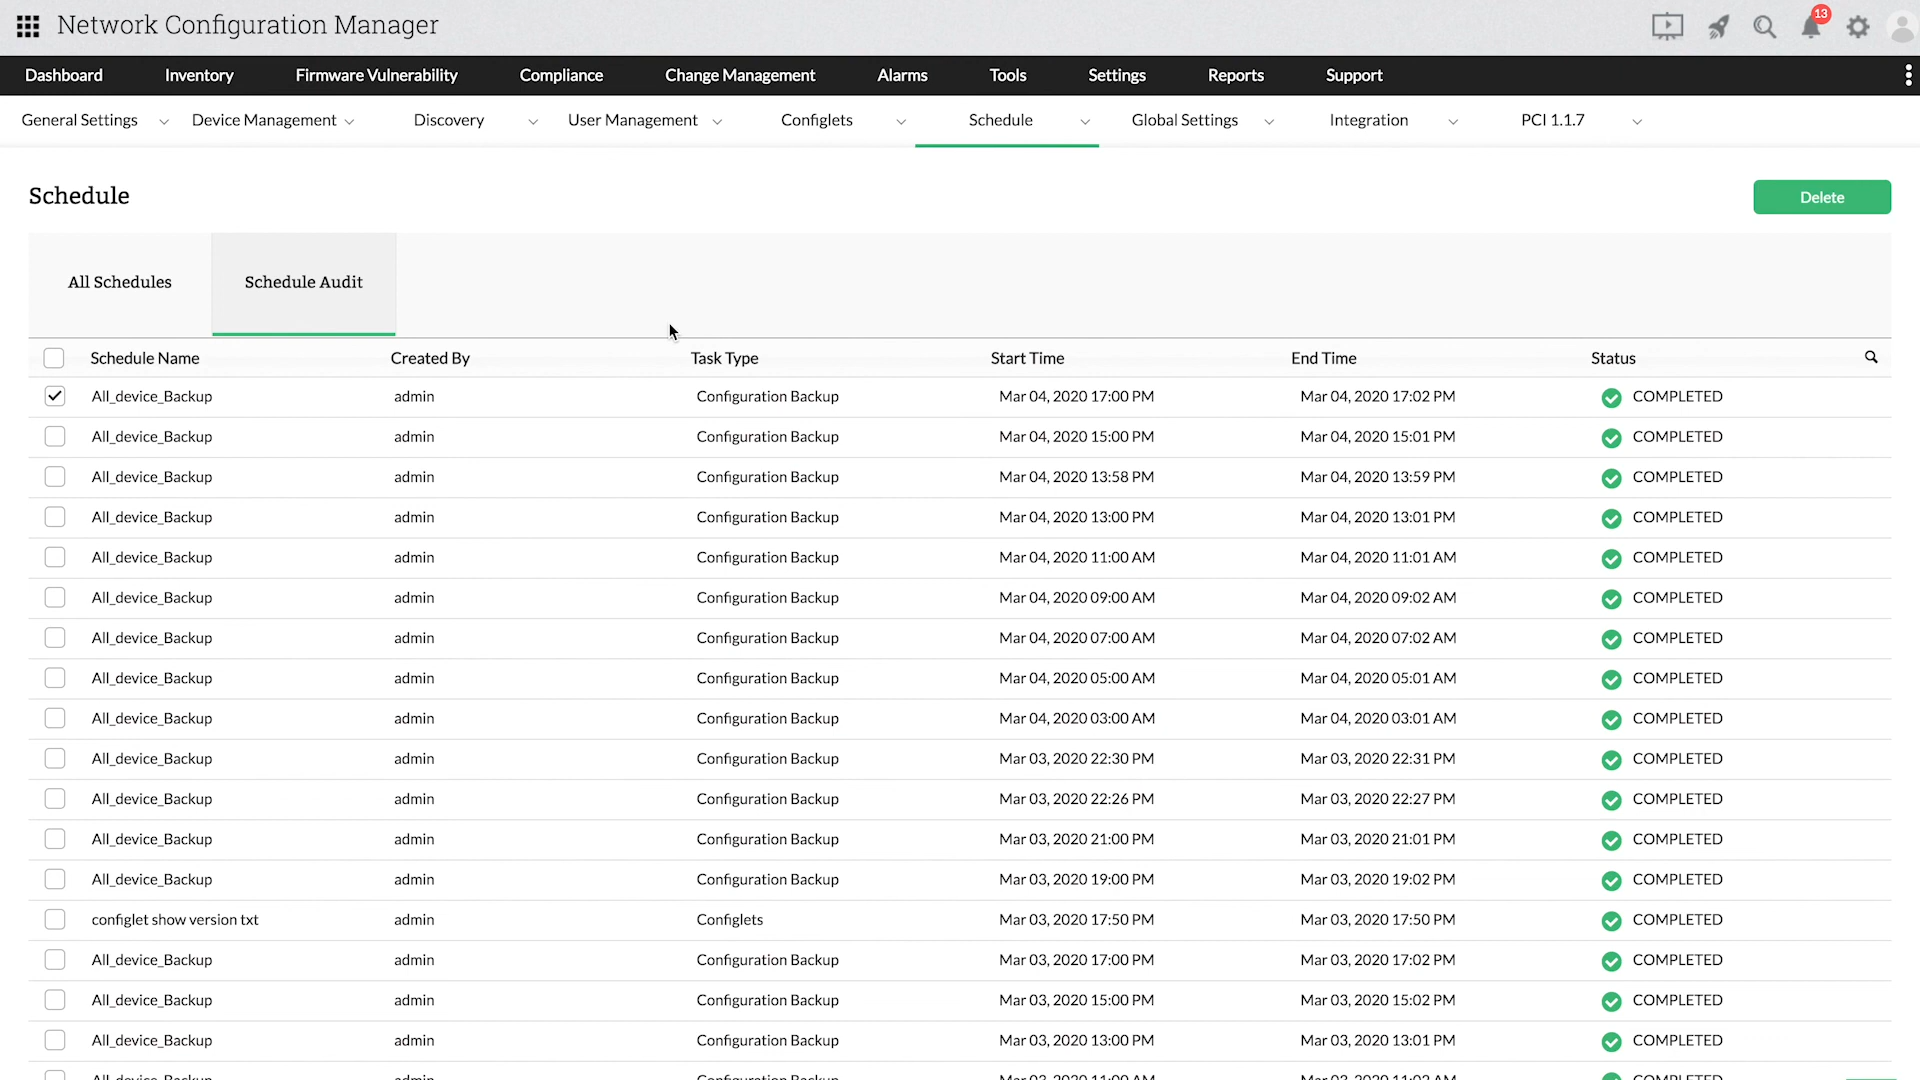 Network Configuration Manager
13
Dashboard Inventory Firmware Vulnerability Compliance Change Management Alarms Tools Settings Reports Support
General Settings Device Management Discovery User Management Configlets Schedule Global Settings Integration PCI 1.1.7
Schedule
Delete
All Schedules Schedule Audit
Schedule Name Created By Task Type Start Time End Time Status
All_device_Backup admin Configuration Backup Mar 04, 2020 17:00 PM Mar 04, 2020 17:02 PM COMPLETED
All_device_Backup admin Configuration Backup Mar 04, 2020 15:00 PM Mar 04, 2020 15:01 PM COMPLETED
All_device_Backup admin Configuration Backup Mar 04, 2020 13:58 PM Mar 04, 2020 13:59 PM COMPLETED
All_device_Backup admin Configuration Backup Mar 04, 2020 13:00 PM Mar 04, 2020 13:01 PM COMPLETED
All_device_Backup admin Configuration Backup Mar 04, 2020 11:00 AM Mar 04, 2020 11:01 AM COMPLETED
All_device_Backup admin Configuration Backup Mar 04, 2020 09:00 AM Mar 04, 2020 09:02 AM COMPLETED
All_device_Backup admin Configuration Backup Mar 04, 2020 07:00 AM Mar 04, 2020 07:02 AM COMPLETED
All_device_Backup admin Configuration Backup Mar 04, 2020 05:00 AM Mar 04, 2020 05:01 AM COMPLETED
All_device_Backup admin Configuration Backup Mar 04, 2020 03:00 AM Mar 04, 2020 03:01 AM COMPLETED
All_device_Backup admin Configuration Backup Mar 03, 2020 22:30 PM Mar 03, 2020 22:31 PM COMPLETED
All_device_Backup admin Configuration Backup Mar 03, 2020 22:26 PM Mar 03, 2020 22:27 PM COMPLETED
All_device_Backup admin Configuration Backup Mar 03, 2020 21:00 PM Mar 03, 2020 21:01 PM COMPLETED
All_device_Backup admin Configuration Backup Mar 03, 2020 19:00 PM Mar 03, 2020 19:02 PM COMPLETED
configlet show version txt admin Configlets Mar 03, 2020 17:50 PM Mar 03, 2020 17:50 PM COMPLETED
All_device_Backup admin Configuration Backup Mar 03, 2020 17:00 PM Mar 03, 2020 17:02 PM COMPLETED
All_device_Backup admin Configuration Backup Mar 03, 2020 15:00 PM Mar 03, 2020 15:02 PM COMPLETED
All_device_Backup admin Configuration Backup Mar 03, 2020 13:00 PM Mar 03, 2020 13:01 PM COMPLETED
All_device_Backup admin Configuration Backup Mar 03, 2020 11:00 AM Mar 03, 2020 11:02 AM COMPLETED